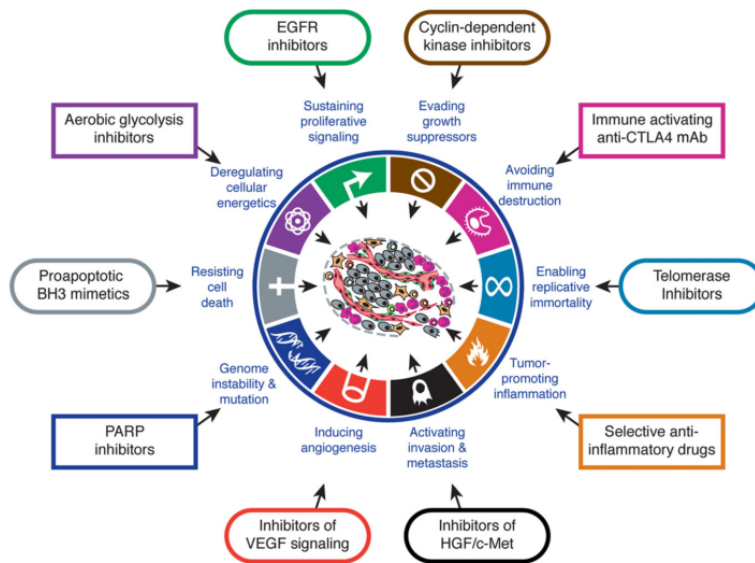 EGFR
inhibitors
Cyclin-dependent
kinase inhibitors
Sustaining
proliferative
signaling
Evading
growth
suppressors
Aerobic glycolysis
inhibitors
Immune activating
anti-CTLA4 mAb
Deregulating
cellular
energetics
Avoiding
immune
destruction
Proapoptotic
BH3 mimetics
Resisting
cell
death
Enabling
replicative
immortality
Telomerase
Inhibitors
Genome
instability &
mutation
Tumor-
promoting
inflammation
PARP
inhibitors
Inducing
angiogenesis
Activating
invasion &
metastasis
Selective anti-
inflammatory drugs
Inhibitors of
VEGF signaling
Inhibitors of
HGF/c-Met